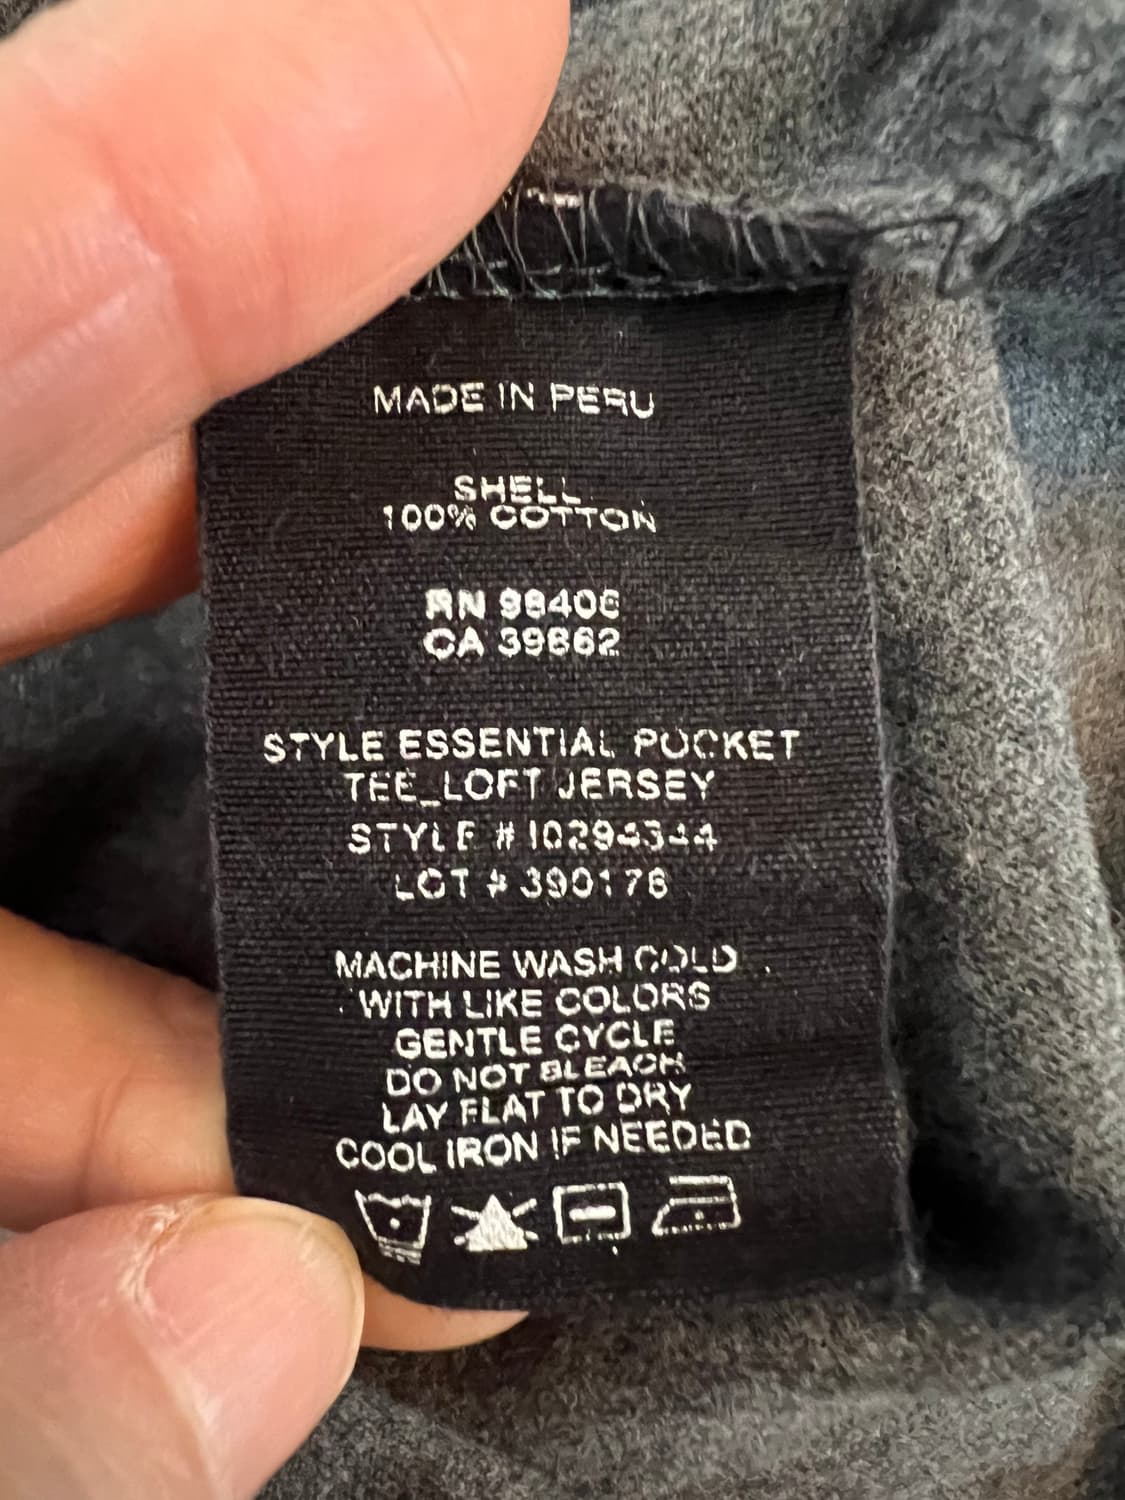 MADE IN PERU
SHELL
100% COTTON
RN 98406
CA 39862
STYLE ESSENTIAL POCKET
TEE_LOFT JERSEY
STYLE #
LOT # 390176
MACHINE WASH COLD
WITH LIKE COLORS
GENTLE CYCLE
DO NOT BLEACH
LAY FLAT TO DRY
COOL IRON IF NEEDED